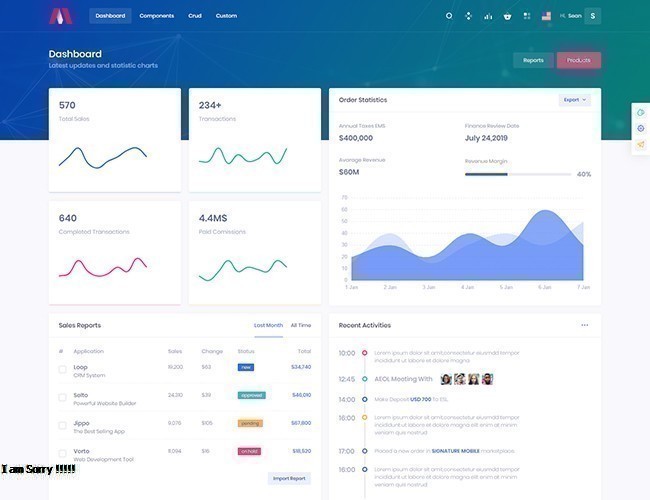 Dashboard Components Crud Custom
Hi, Sean S
Dashboard
Latest updates and statistic charts
Reports Products
570
Total Sales
234+
Transactions
640
Completed Transactions
4.4M$
Paid Comissions
Order Statistics
Export
Annual Taxes EMS
$400,000
Finance Review Date
July 24,2019
Avarage Revenue
$60M
Revenue Margin
40%
70
60
50
40
30
20
10
0
1 Jan 2 Jan 3 Jan 4 Jan 5 Jan 6 Jan 7 Jan
Sales Reports
Last Month All Time
# Application Sales Change Status Total
Loop
CRM System
$63
new
$34,740
Selto
Powerful Website Builder
24,310 $39
approved
$46,010
Jippo
The Best Selling App
9,076 $105
pending
$67,800
Verto
Web Development Tool
11,094 $16
on hold
$18,520
Import Report
I am Sorry !!!!!
Recent Activities
10:00 Lorem ipsum dolor sit amit,consectetur eiusmdd tempor
incididunt ut labore et dolore magna
12:45 AEOL Meeting With
14:00 Make Deposit USD 700 To ESL
16:00 Lorem ipsum dolor sit amit,consectetur eiusmdd tempor
incididunt ut labore et dolore magna elit enim at minim
veniam quis nostrud
17:00 Placed a new order in SIGNATURE MOBILE marketplace
16:00 Lorem ipsum dolor sit amit,consectetur eiusmdd tempor
incididunt ut labore et dolore magna elit enim at minim
veniam quis nostrud